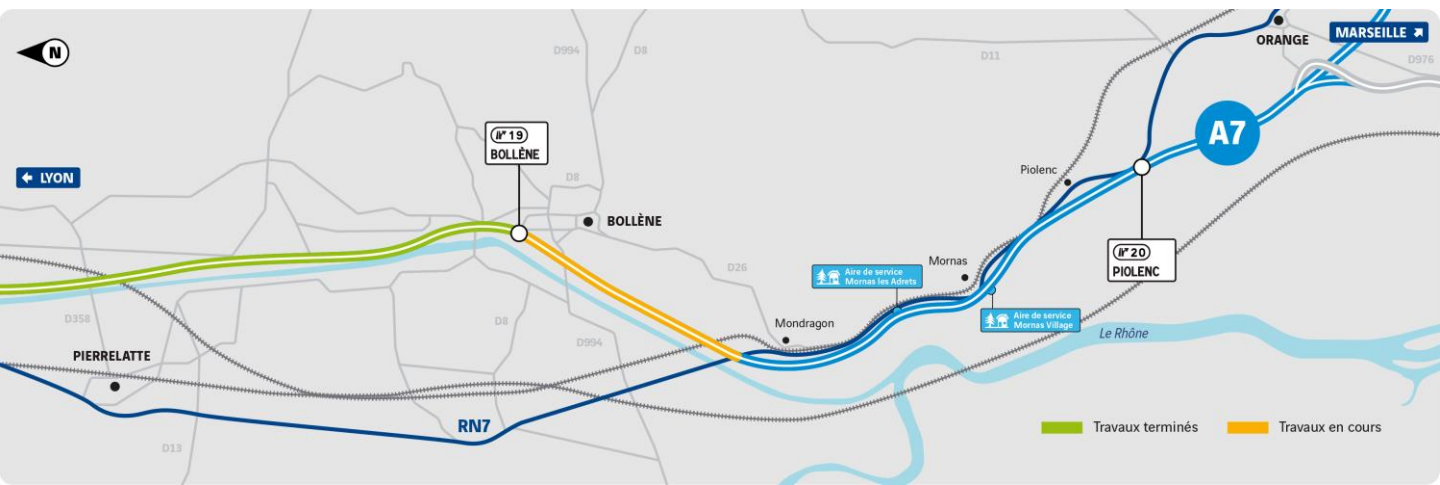 N
D994
D8
D11
ORANGE
MARSEILLE
D976
A7
19
BOLLÈNE
LYON
D8
BOLLÈNE
Piolenc
20
PIOLENC
D26
Mornas
Aire de service
Mornas les Adrets
Aire de service
Mornas Village
D358
D8
D994
Mondragon
Le Rhône
PIERRELATTE
RN7
D13
Travaux terminés
Travaux en cours